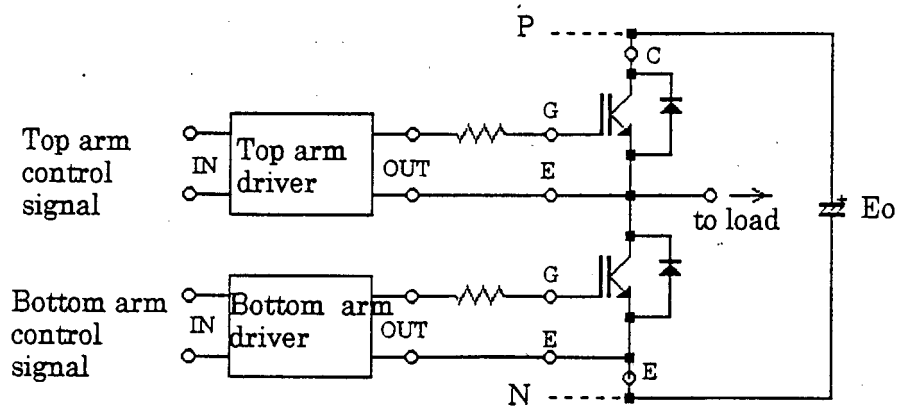 P
C
G
Top arm
control
signal
IN
Top arm
driver
OUT
E
to load
+
Eo
G
Bottom arm
control
signal
IN
Bottom arm
driver
OUT
E
E
N